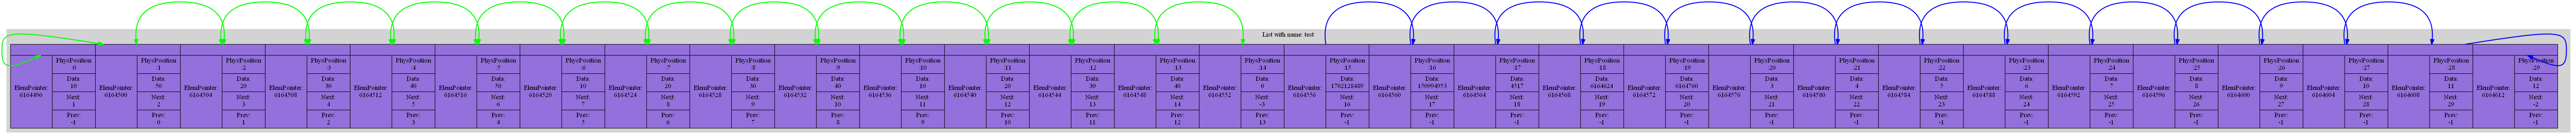 List with name: test
ElemPointer
6164496
PhysPosition
:0
Data:
10
Next:
1
Prev:
-1
ElemPointer
6164500
PhysPosition
:1
Data:
50
Next:
2
Prev:
0
ElemPointer
6164504
PhysPosition
:2
Data:
20
Next:
3
Prev:
1
ElemPointer
6164508
PhysPosition
:3
Data:
30
Next:
4
Prev:
2
ElemPointer
6164512
PhysPosition
:4
Data:
40
Next:
5
Prev:
3
ElemPointer
6164516
PhysPosition
:5
Data:
50
Next:
6
Prev:
4
ElemPointer
6164520
PhysPosition
:6
Data:
10
Next:
7
Prev:
5
ElemPointer
6164524
PhysPosition
:7
Data:
20
Next:
8
Prev:
6
ElemPointer
6164528
PhysPosition
:8
Data:
30
Next:
9
Prev:
7
ElemPointer
6164532
PhysPosition
:9
Data:
40
Next:
10
Prev:
8
ElemPointer
6164536
PhysPosition
:10
Data:
10
Next:
11
Prev:
9
ElemPointer
6164540
PhysPosition
:11
Data:
20
Next:
12
Prev:
10
ElemPointer
6164544
PhysPosition
:12
Data:
30
Next:
13
Prev:
11
ElemPointer
6164548
PhysPosition
:13
Data:
40
Next:
14
Prev:
12
ElemPointer
6164552
PhysPosition
:14
Data:
0
Next:
-3
Prev:
13
ElemPointer
6164556
PhysPosition
:15
Data:
1702128489
Next:
16
Prev:
-1
ElemPointer
6164560
PhysPosition
:16
Data:
150994953
Next:
17
Prev:
-1
ElemPointer
6164564
PhysPosition
:17
Data:
4517
Next:
18
Prev:
-1
ElemPointer
6164568
PhysPosition
:18
Data:
6164624
Next:
19
Prev:
-1
ElemPointer
6164572
PhysPosition
:19
Data:
6164760
Next:
20
Prev:
-1
ElemPointer
6164576
PhysPosition
:20
Data:
3
Next:
21
Prev:
-1
ElemPointer
6164580
PhysPosition
:21
Data:
4
Next:
22
Prev:
-1
ElemPointer
6164584
PhysPosition
:22
Data:
5
Next:
23
Prev:
-1
ElemPointer
6164588
PhysPosition
:23
Data:
6
Next:
24
Prev:
-1
ElemPointer
6164592
PhysPosition
:24
Data:
7
Next:
25
Prev:
-1
ElemPointer
6164596
PhysPosition
:25
Data:
8
Next:
26
Prev:
-1
ElemPointer
6164600
PhysPosition
:26
Data:
9
Next:
27
Prev:
-1
ElemPointer
6164604
PhysPosition
:27
Data:
10
Next:
28
Prev:
-1
ElemPointer
6164608
PhysPosition
:28
Data:
11
Next:
29
Prev:
-1
ElemPointer
6164612
PhysPosition
:29
Data:
12
Next:
-2
Prev:
-1